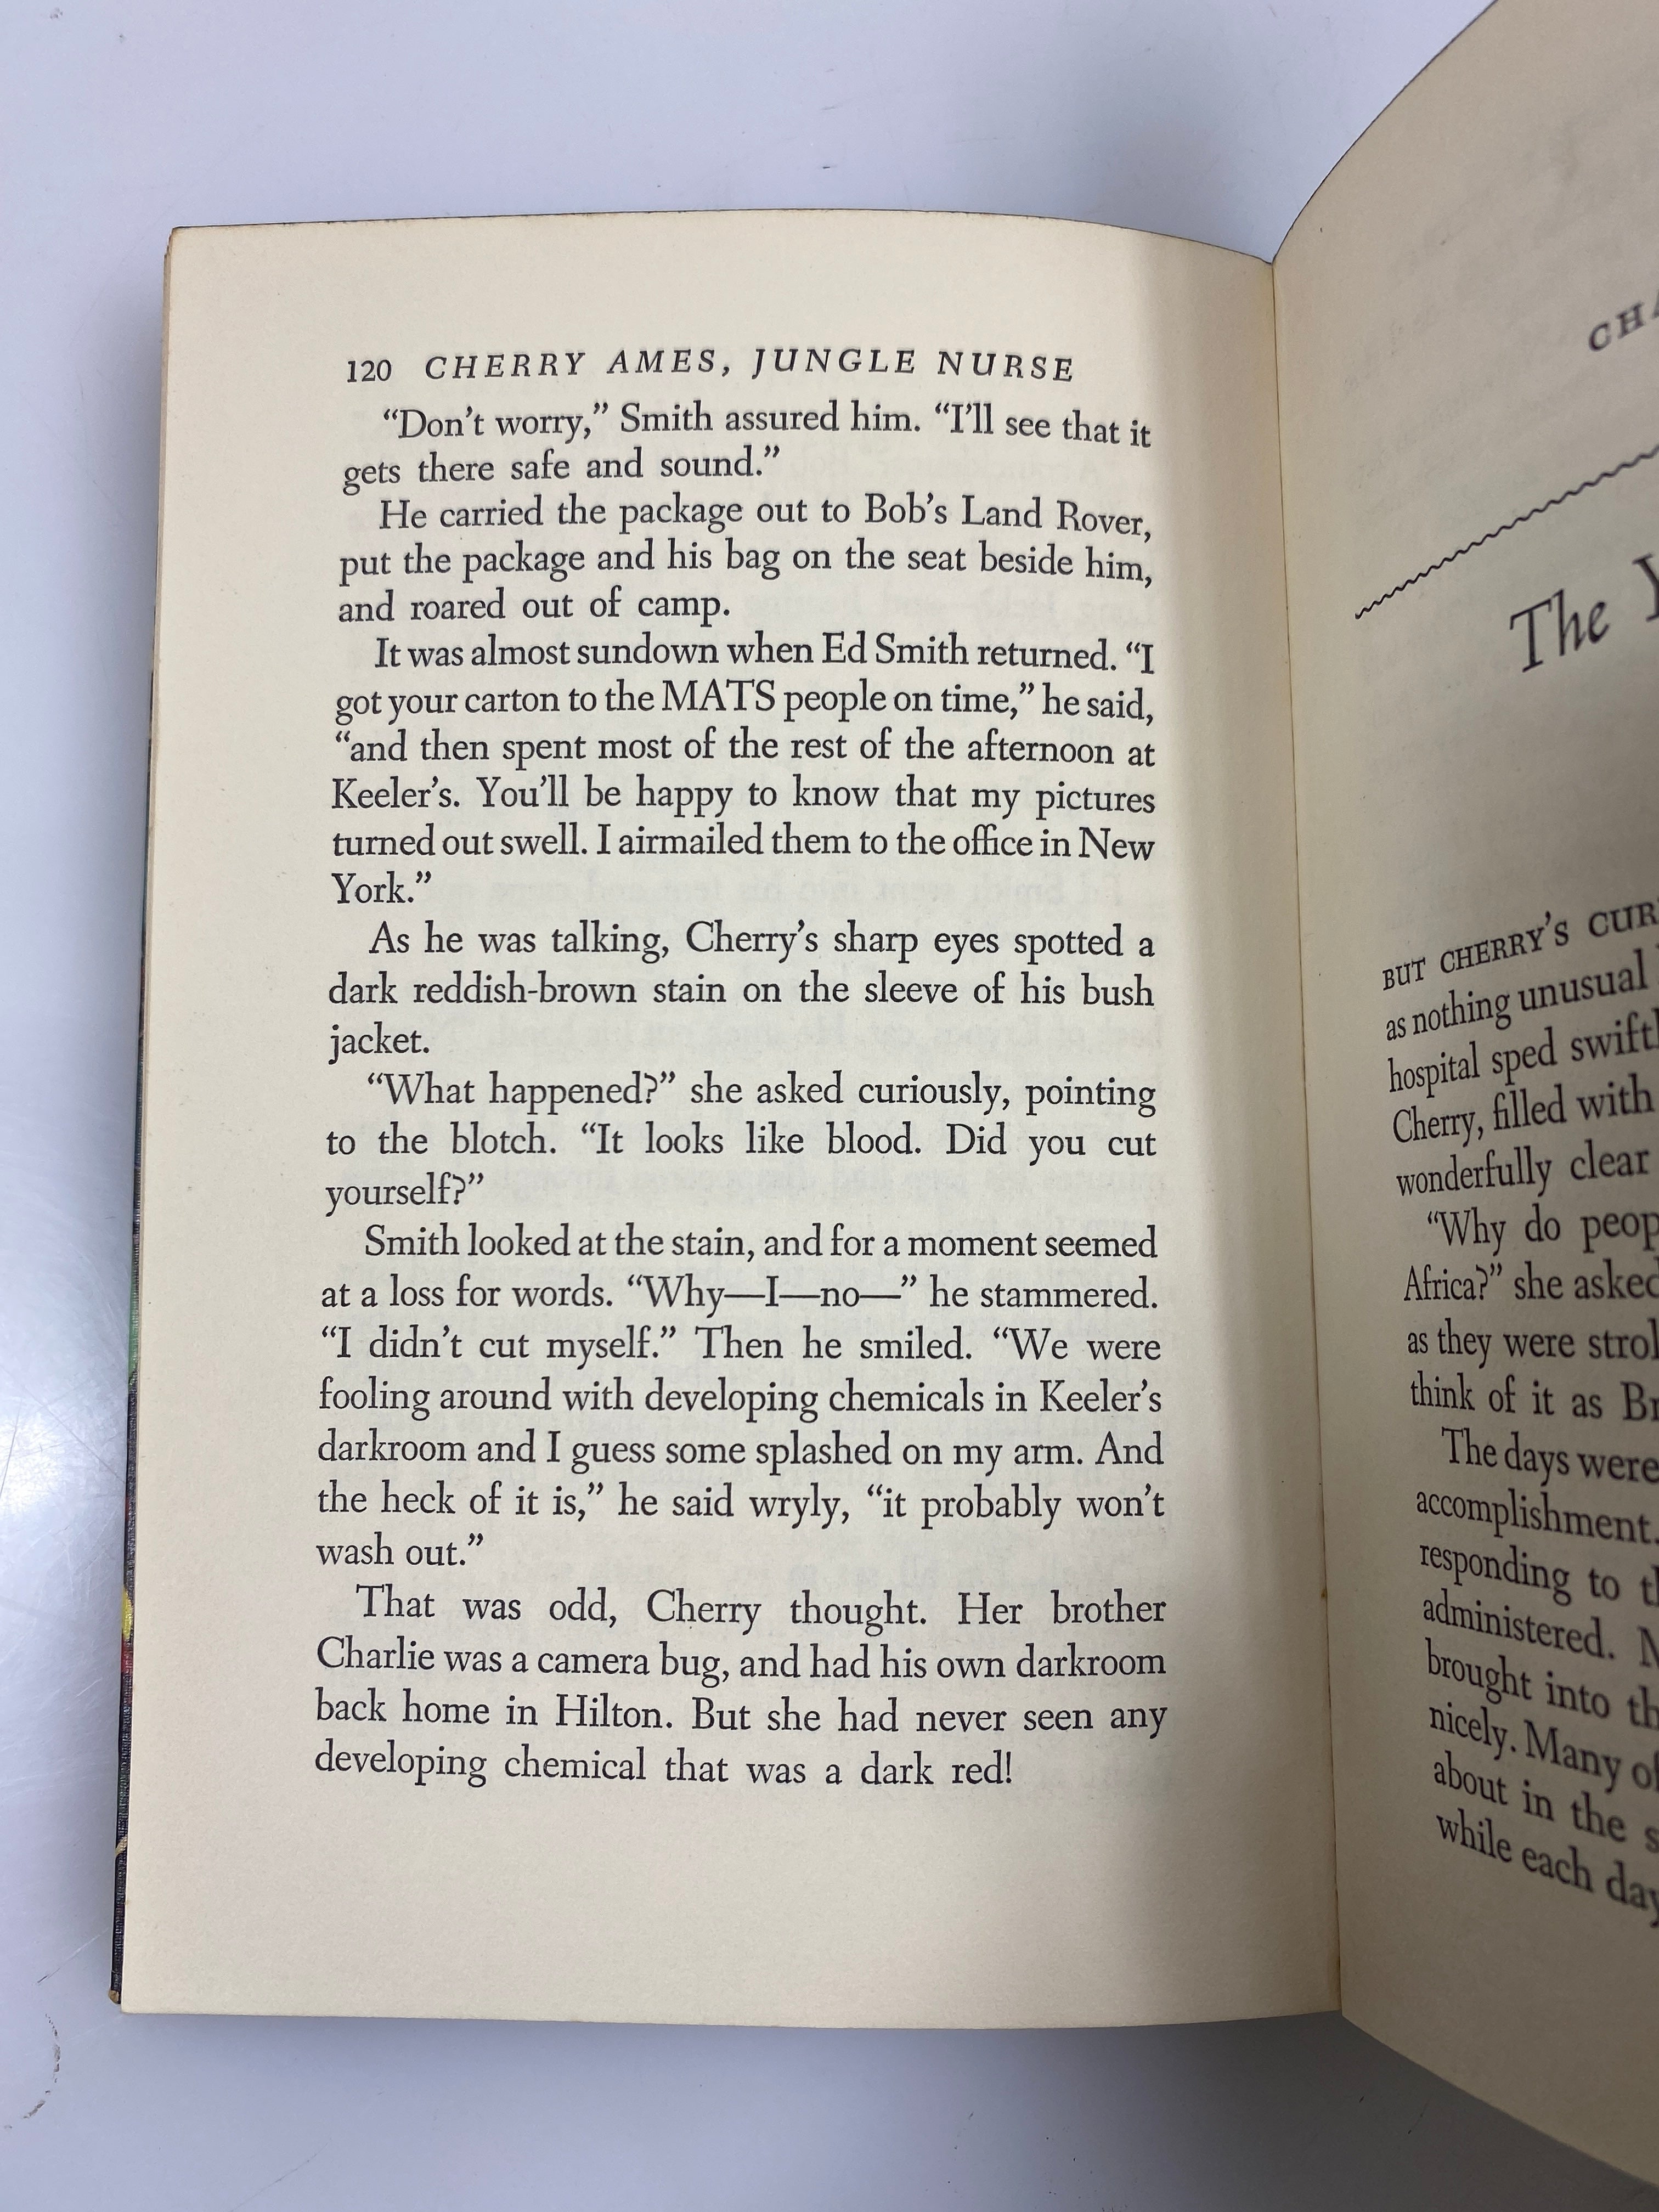 120 CHERRY AMES, JUNGLE NURSE
“Don’t worry,” Smith assured him. “I’ll see that it
gets there safe and sound.”
He carried the package out to Bob’s Land Rover,
put the package and his bag on the seat beside him,
and roared out of camp.
It was almost sundown when Ed Smith returned. “I
got your carton to the MATS people on time,” he said,
“and then spent most of the rest of the afternoon at
Keeler’s. You’ll be happy to know that my pictures
turned out swell. I airmailed them to the office in New
York.”
As he was talking, Cherry’s sharp eyes spotted a
dark reddish-brown stain on the sleeve of his bush
jacket.
“What happened?” she asked curiously, pointing
to the blotch. “It looks like blood. Did you cut
yourself?”
Smith looked at the stain, and for a moment seemed
at a loss for words. “Why—I—no—” he stammered.
“I didn’t cut myself.” Then he smiled. “We were
fooling around with developing chemicals in Keeler’s
darkroom and I guess some splashed on my arm. And
the heck of it is,” he said wryly, “it probably won’t
wash out.”
That was odd, Cherry thought. Her brother
Charlie was a camera bug, and had his own darkroom
back home in Hilton. But she had never seen any
developing chemical that was a dark red!
The
BUT CHERRY’S
as nothing unusual
hospital sped
Cherry, filled with
wonderfully clear
“Why do
Africa?” she asked
as they were
think of it as
The days were
accomplishment.
responding to
administered.
brought into
nicely. Many
about in the
while each